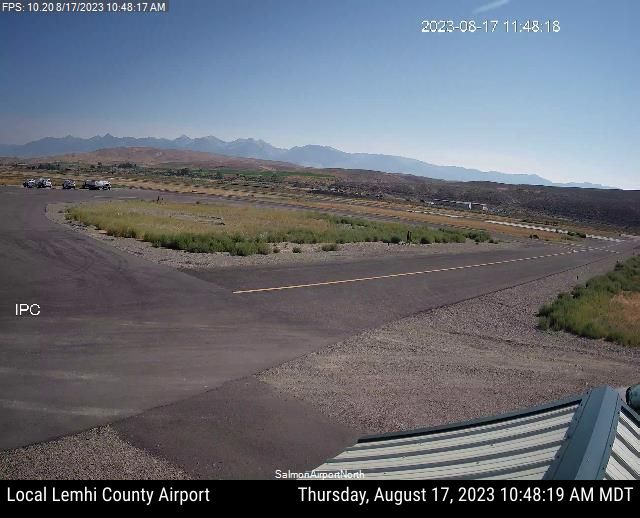 FPS: 10.20 8/17/2023 10:48:17 AM
2023-08-17 11:48:18
IPC
SalmonAirportNorth
Local Lemhi County Airport Thursday, August 17, 2023 10:48:19 AM MDT